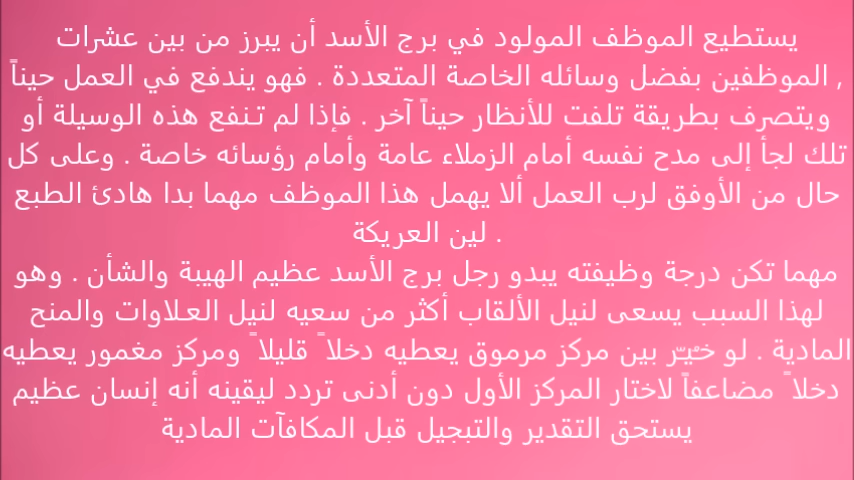 يستطيع الموظف المولود في برج الأسد أن يبرز من بين عشرات
الموظفين بفضل وسائله الخاصة المتعددة . فهو يندفع في العمل حيناً ,
ويتصرف بطريقة تلفت للأنظار حيناً آخر . فإذا لم تـنفع هذه الوسيلة أو
تلك لجأ إلى مدح نفسه أمام الزملاء عامة وأمام رؤسائه خاصة . وعلى كل
حال من الأوفق لرب العمل ألا يهمل هذا الموظف مهما بدا هادئ الطبع
لين العريكة .
مهما تكن درجة وظيفته يبدو رجل برج الأسد عظيم الهيبة والشأن . وهو
لهذا السبب يسعى لنيل الألقاب أكثر من سعيه لنيل العـلاوات والمنح
المادية . لو خـُيـّر بين مركز مرموق يعطيه دخلا ً قليلا ً ومركز مغمور يعطيه
دخلا ً مضاعفاً لاختار المركز الأول دون أدنى تردد ليقينه أنه إنسان عظيم
يستحق التقدير والتبجيل قبل المكافآت المادية